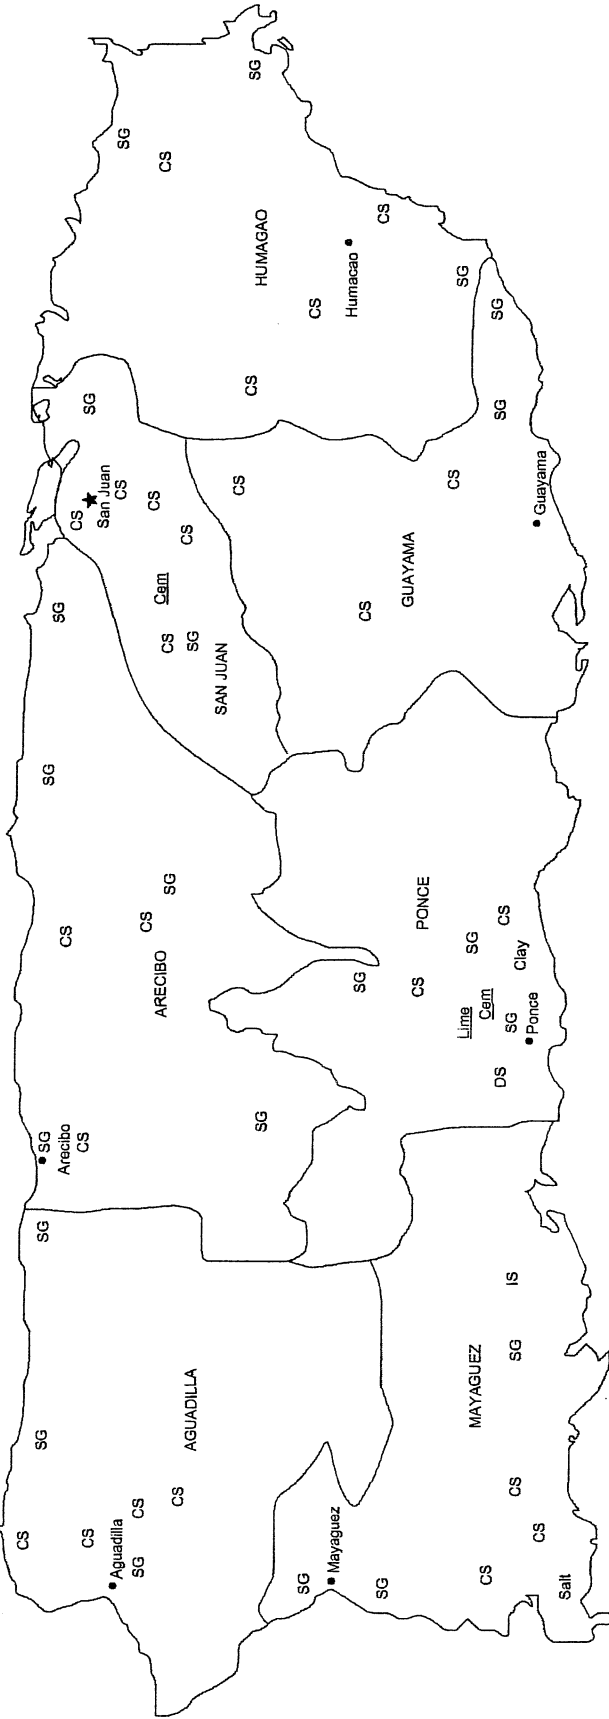 CS
SG
SG
SG
SG
SG
Arecibo
CS
CS
CS
CS
SG
San Juan
Aguadilla
CS
SG
SG
CS
CS
CS
ARECIBO
Cem
CS
CS
SG
CS
CS
AGUADILLA
SG
SAN JUAN
CS
CS
SG
SG
HUMAGAO
SG
CS
Mayaguez
Humacao
SG
CS
SG
CS
GUAYAMA
CS
PONCE
CS
SG
Lime
SG
MAYAGUEZ
Cem
CS
SG
SG
DS
CS
SG
IS
CS
SG
Clay
Ponce
CS
Guayama
Salt